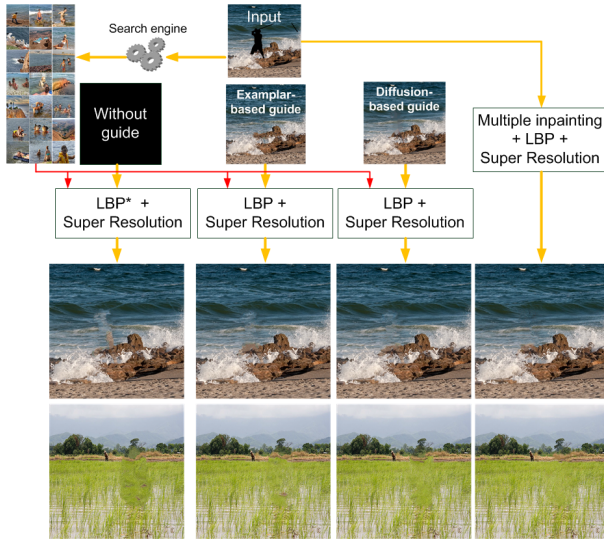 Search engine
Input
Without
guide
Examplar-
based guide
Diffusion-
based guide
Multiple inpainting
+ LBP +
Super Resolution
LBP* +
Super Resolution
LBP +
Super Resolution
LBP +
Super Resolution